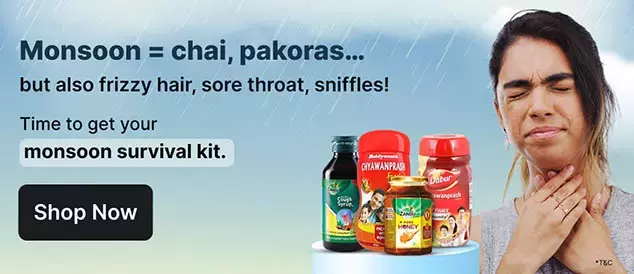 Monsoon = chai, pakoras...
but also frizzy hair, sore throat, sniffles!
Time to get your
monsoon survival kit.
Shop Now
Cough
Syrup
Baidyanath
CHYAWANPRASH
HONEY
Dabur
*T&C